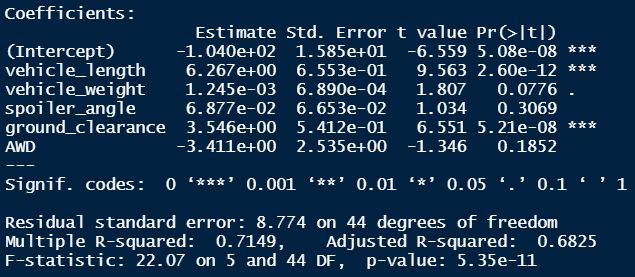 Coefficients:
                   Estimate Std. Error t value Pr(>|t|)
(Intercept)      -1.040e+02  1.585e+01  -6.559 5.08e-08 ***
vehicle_length    6.267e+00  6.553e-01   9.563 2.60e-12 ***
vehicle_weight    1.245e-03  6.890e-04   1.807   0.0776 .
spoiler_angle     6.877e-02  6.653e-02   1.034   0.3069
ground_clearance  3.546e+00  5.412e-01   6.551 5.21e-08 ***
AWD              -3.411e+00  2.535e+00  -1.346   0.1852
---
Signif. codes:  0 ‘***’ 0.001 ‘**’ 0.01 ‘*’ 0.05 ‘.’ 0.1 ‘ ’ 1
Residual standard error: 8.774 on 44 degrees of freedom
Multiple R-squared:  0.7149,    Adjusted R-squared:  0.6825
F-statistic: 22.07 on 5 and 44 DF,  p-value: 5.35e-11